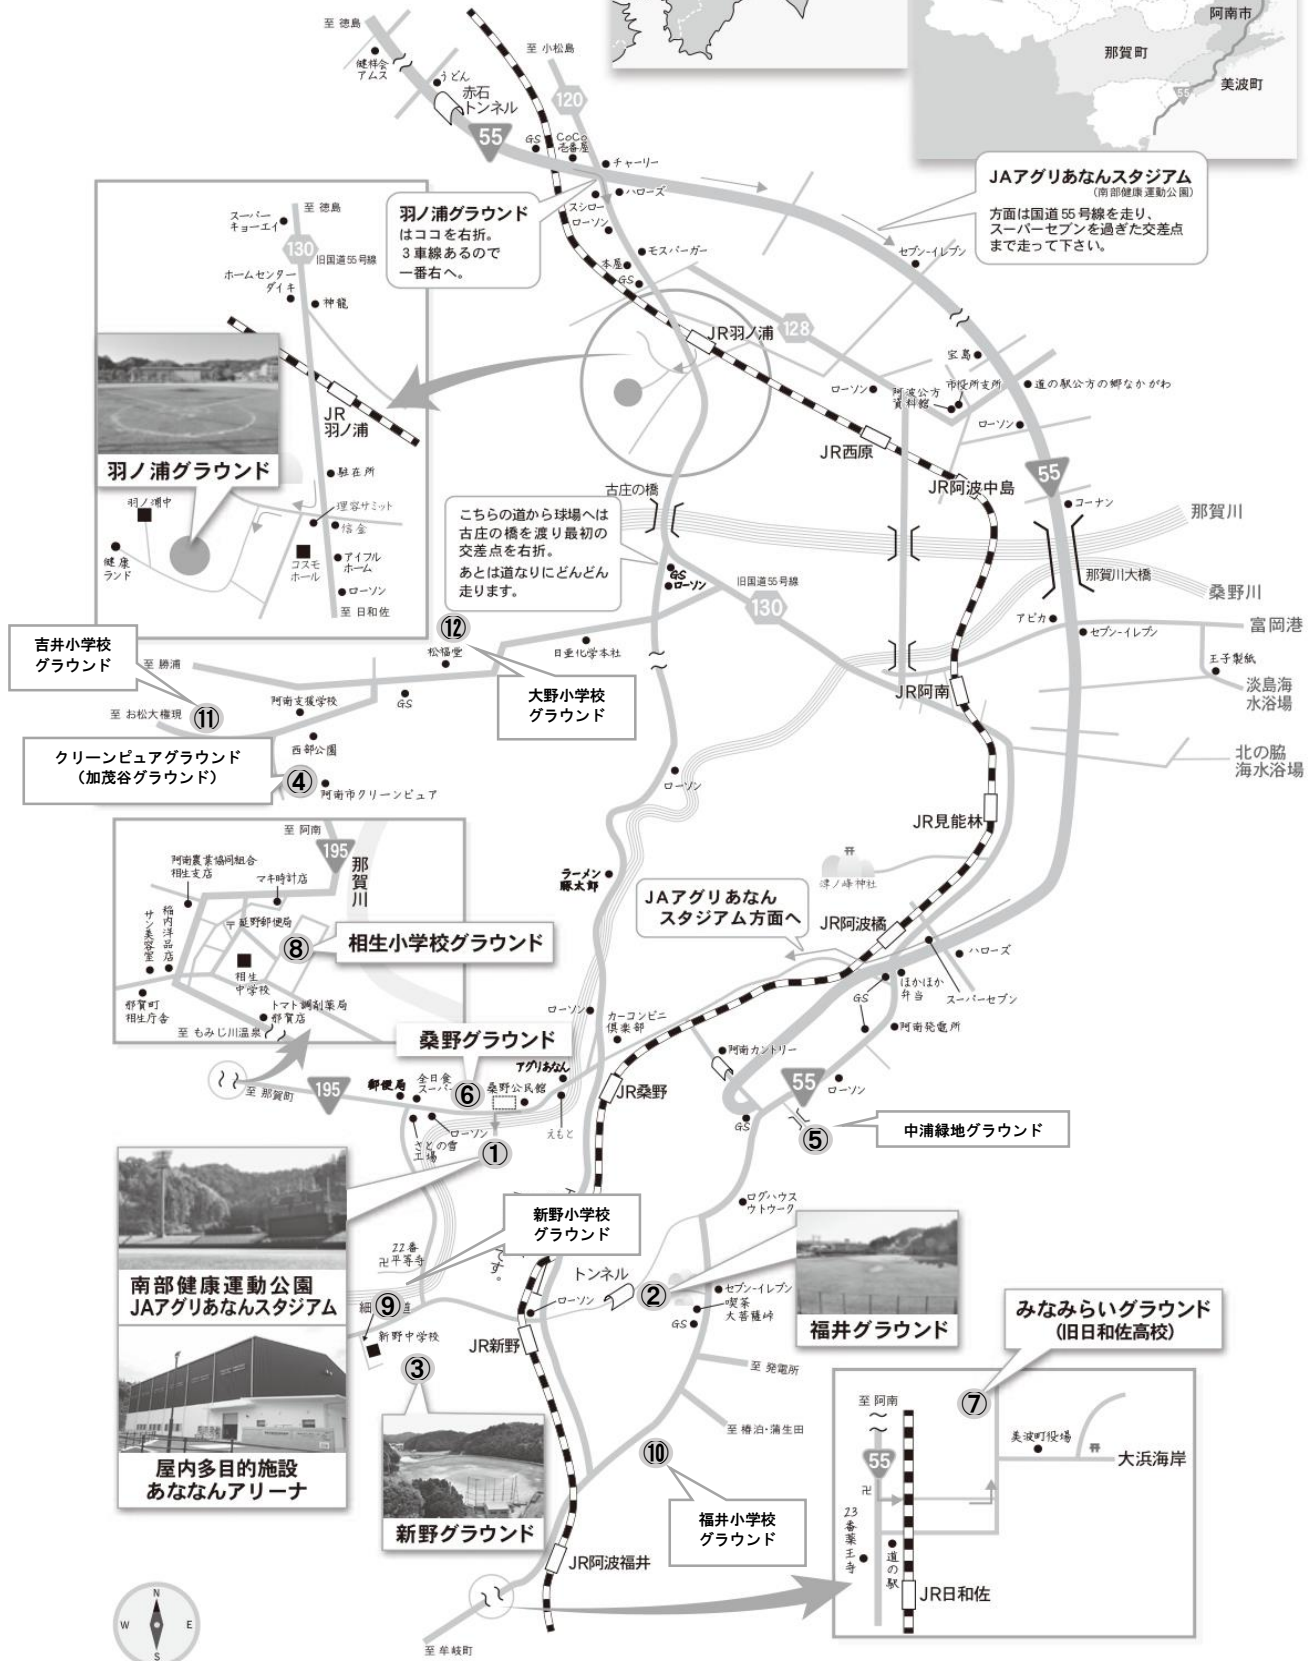 至 徳島
健祥会
アムス
うどん
赤石
トンネル
55
至 小松島
120
GS
CoCo
壱番屋
チャーリー
ハローズ
スシロー
ローソン
モスバーガー
本屋
GS
阿南市
那賀町
美波町
55
JAアグリあなんスタジアム
(南部健康運動公園)
方面は国道55号線を走り、
スーパーセブンを過ぎた交差点
まで走って下さい。
羽ノ浦グラウンド
はココを右折。
3車線あるので
一番右へ。
セブン-イレブン
至 徳島
スーパー
キョーエイ
130
旧国道55号線
ホームセンター
ダイキ
神龍
JR
羽ノ浦
羽ノ浦グラウンド
駐在所
羽ノ浦中
理容サミット
信金
健康
ランド
コスモ
ホール
アイフル
ホーム
ローソン
至 日和佐
JR羽ノ浦
128
宝島
ローソン
阿波公方
資料館
市役所支所
道の駅公方の郷なかがわ
ローソン
JR西原
JR阿波中島
55
コーナン
那賀川
古庄の橋
こちらの道から球場へは
古庄の橋を渡り最初の
交差点を右折。
あとは道なりにどんどん
走ります。
GS
ローソン
旧国道55号線
130
那賀川大橋
桑野川
アピカ
セブン-イレブン
富岡港
王子製紙
淡島海
水浴場
北の脇
海水浴場
吉井小学校
グラウンド
至 勝浦
⑫
松福堂
日亜化学本社
大野小学校
グラウンド
至 お松大権現
⑪
阿南支援学校
GS
西部公園
クリーンピュアグラウンド
（加茂谷グラウンド）
④
阿南市クリーンピュア
JR阿南
ローソン
JR見能林
津ノ峰神社
至 阿南
195
那賀川
阿南農業協同組合
相生支店
マキ時計店
サン美容室
稲内洋品店
〒延野郵便局
⑧
相生小学校グラウンド
相生
中学校
那賀町
相生庁舎
トマト調剤薬局
那賀店
至 もみじ川温泉
ラーメン
豚太郎
JAアグリあなん
スタジアム方面へ
JR阿波橘
ハローズ
ほかほか
弁当
GS
スーパーセブン
阿南発電所
ローソン
カーコンビニ
倶楽部
阿南カントリー
55
ローソン
GS
⑤
中浦緑地グラウンド
桑野グラウンド
至 那賀町
195
郵便局
全日食
スーパー
⑥
桑野公民館
アグリあなん
JR桑野
さとの雪
工場
ローソン
えもと
①
南部健康運動公園
JAアグリあなんスタジアム
屋内多目的施設
あななんアリーナ
22番
卍平等寺
新野小学校
グラウンド
です。
⑨
新野中学校
③
新野グラウンド
JR新野
ローソン
トンネル
②
ログハウス
ウトウーク
セブン-イレブン
喫茶
大菩薩峠
GS
福井グラウンド
至 発電所
至 椿泊・蒲生田
⑩
福井小学校
グラウンド
JR阿波福井
至 牟岐町
みなみらいグラウンド
(旧日和佐高校)
⑦
至 阿南
55
美波町役場
大浜海岸
卍
23番薬王寺
道の駅
JR日和佐
N
W
E
S